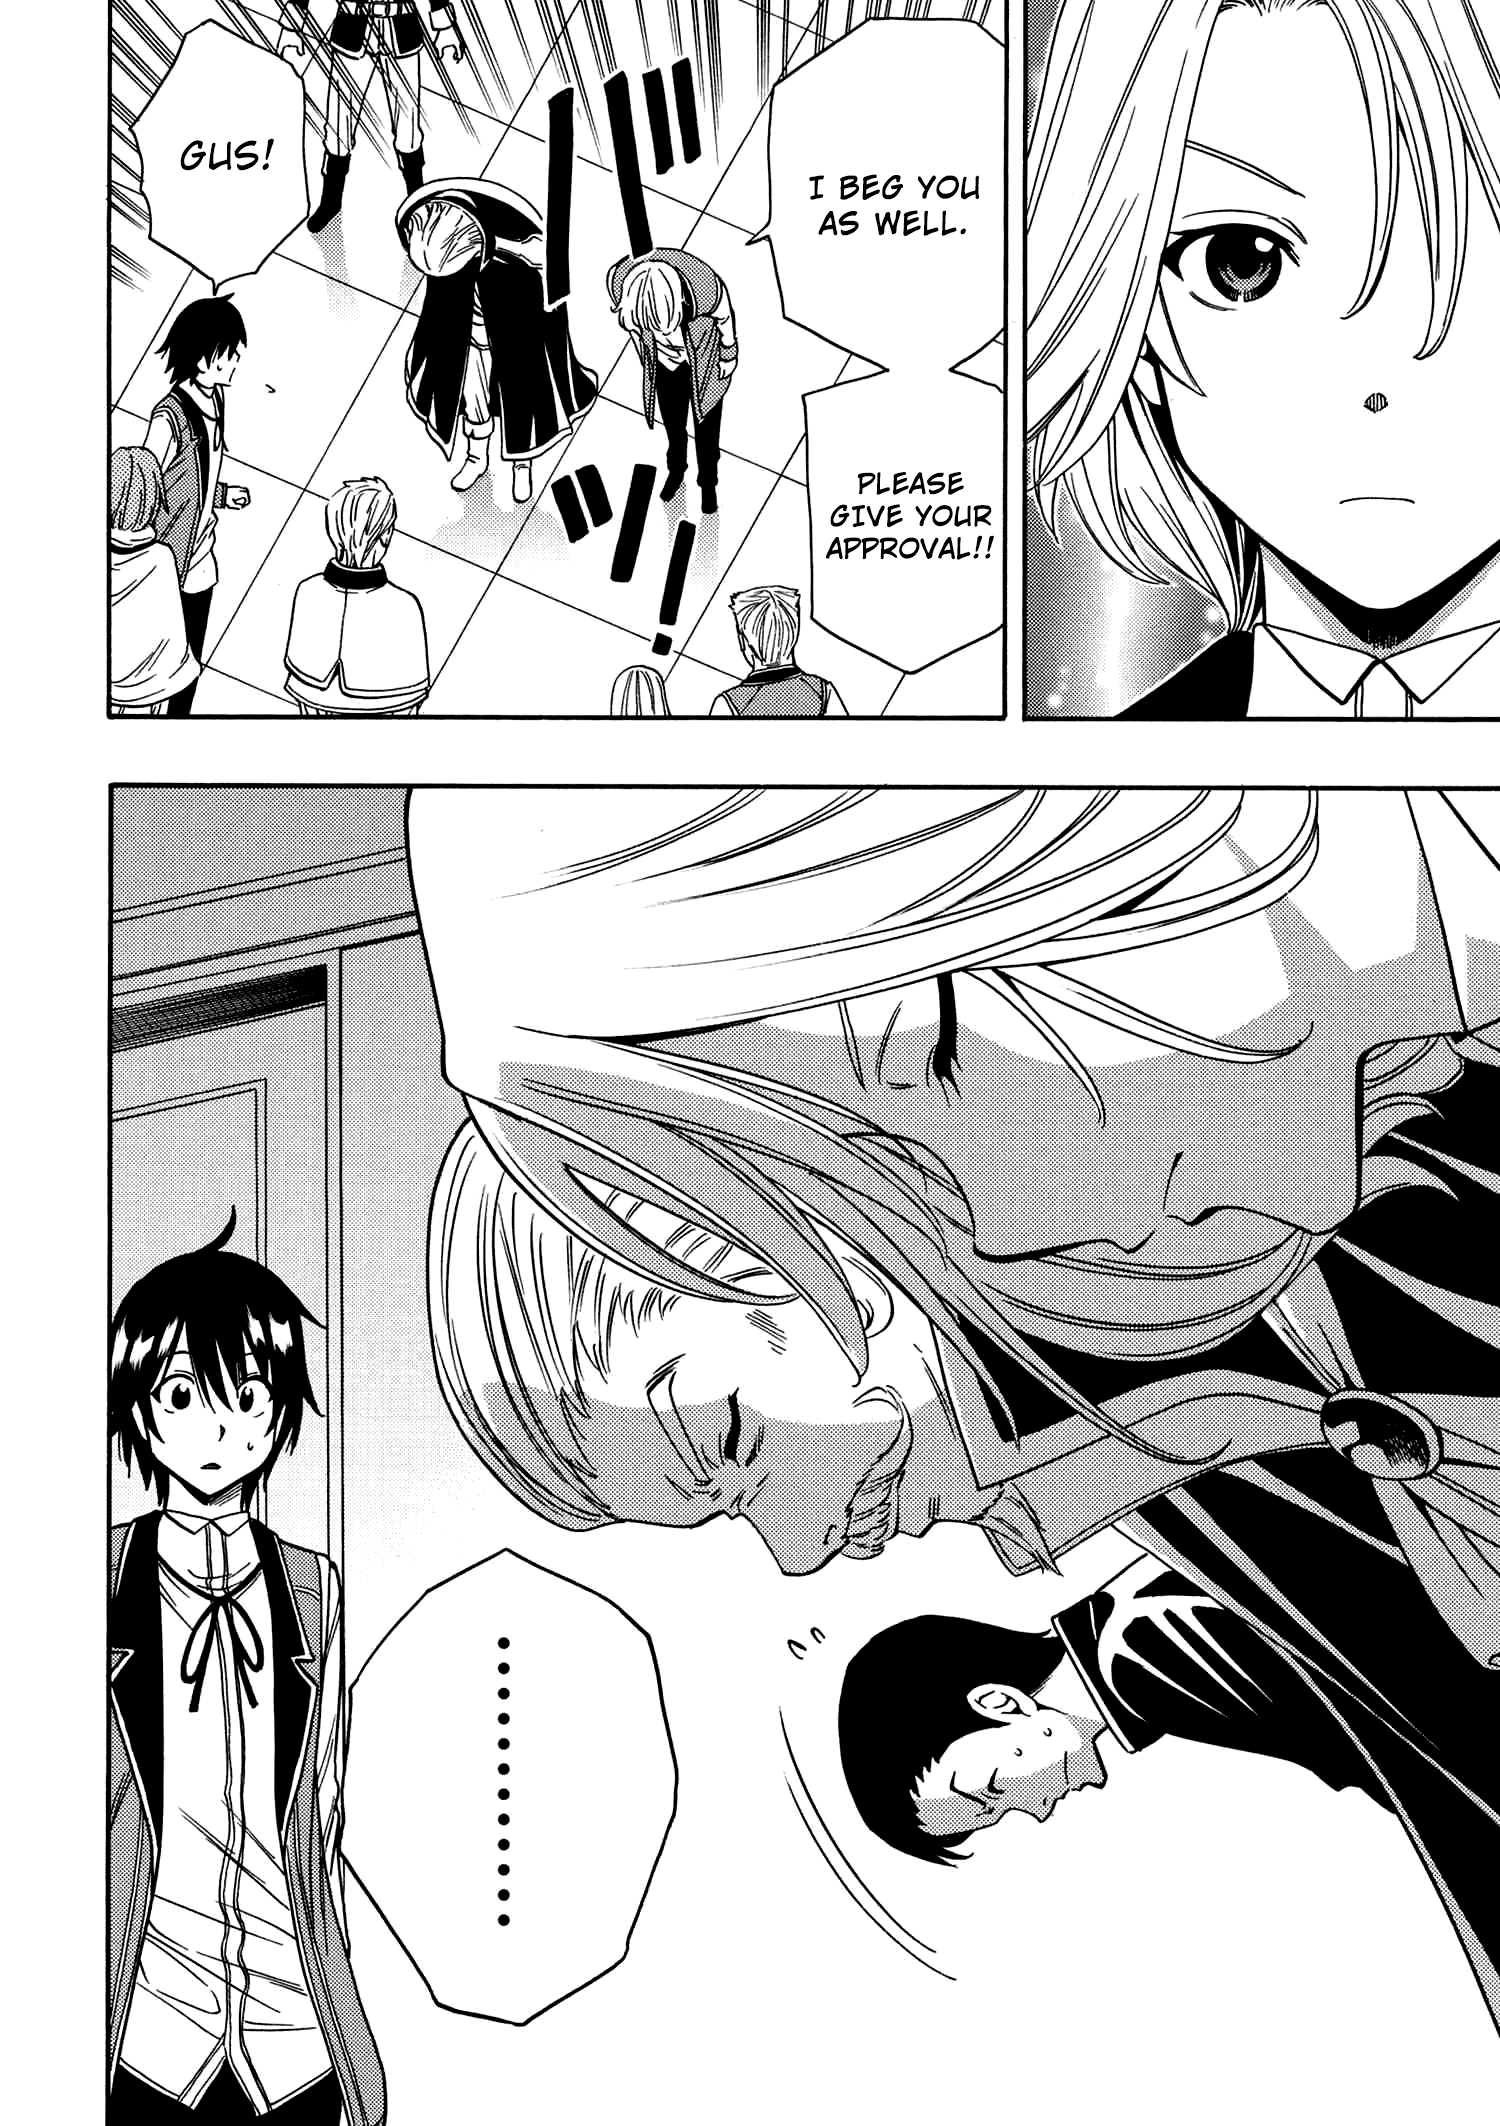 I BEG YOU
AS WELL.
PLEASE
GIVE YOUR
APPROVAL!!
GUS!
..........